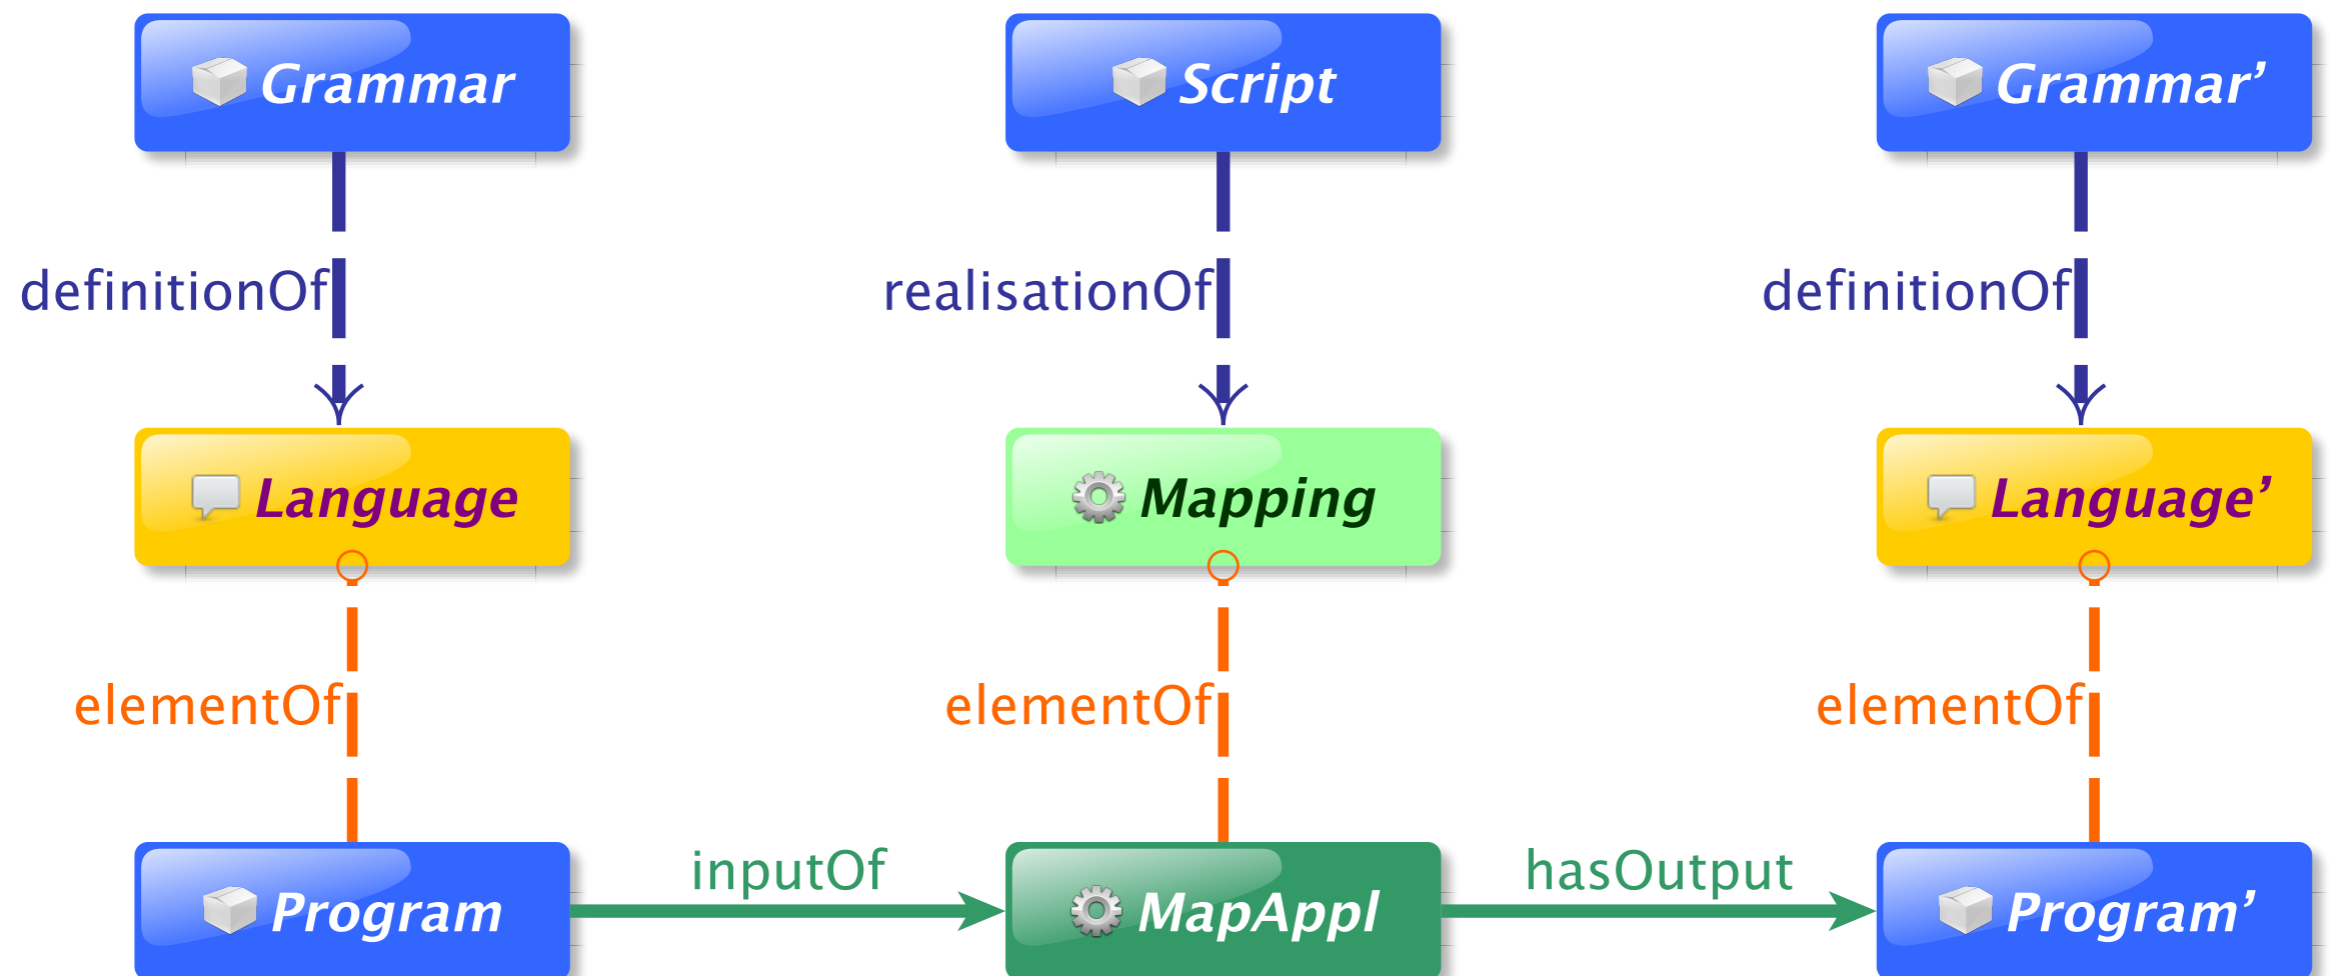 Grammar
Script
Grammar’
definitionOf
realisationOf
definitionOf
Language
Mapping
Language’
elementOf
elementOf
elementOf
inputOf
hasOutput
Program
MapAppl
Program’